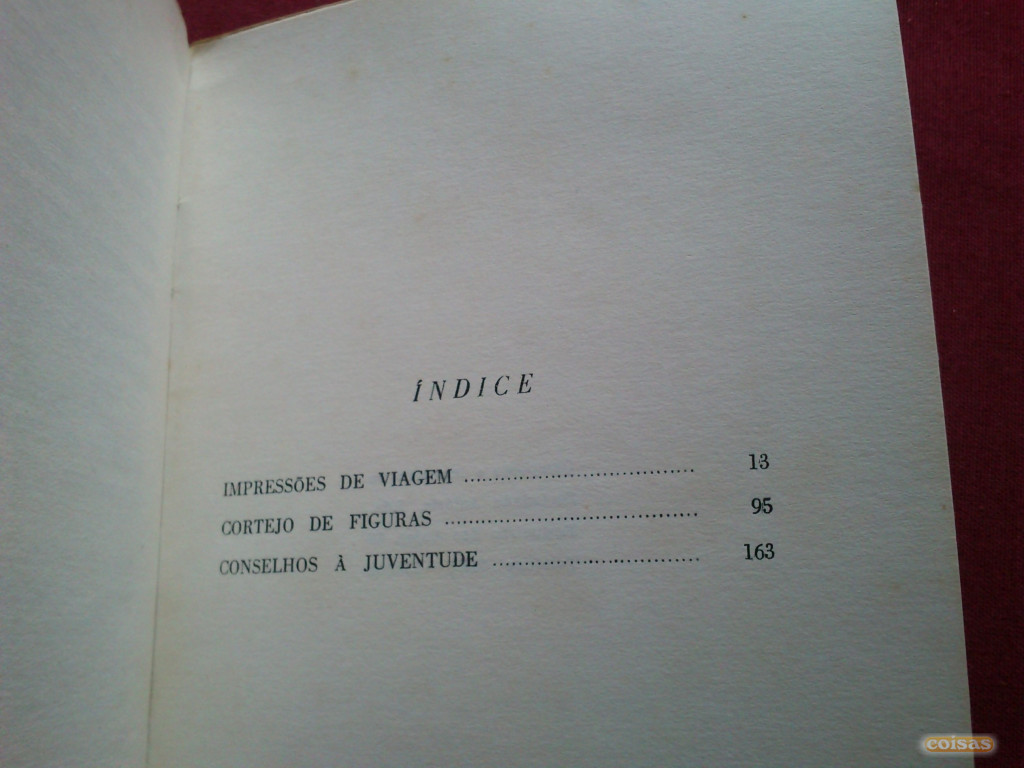 ÍNDICE
IMPRESSÕES DE VIAGEM ........................................ 13
CORTEJO DE FIGURAS ........................................... 95
CONSELHOS À JUVENTUDE ................................... 163
coisas